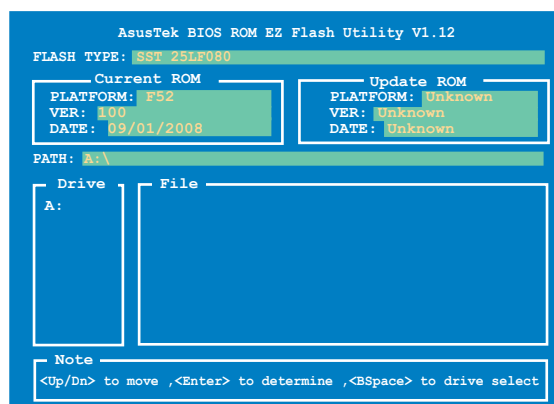 AsusTek BIOS ROM EZ Flash Utility V1.12
FLASH TYPE: SST 25LF080
Current ROM
PLATFORM: F52
VER: 100
DATE: 09/01/2008
Update ROM
PLATFORM: Unknown
VER: Unknown
DATE: Unknown
PATH: A:\
Drive
A:
File
Note
<Up/Dn> to move ,<Enter> to determine ,<BSpace> to drive select